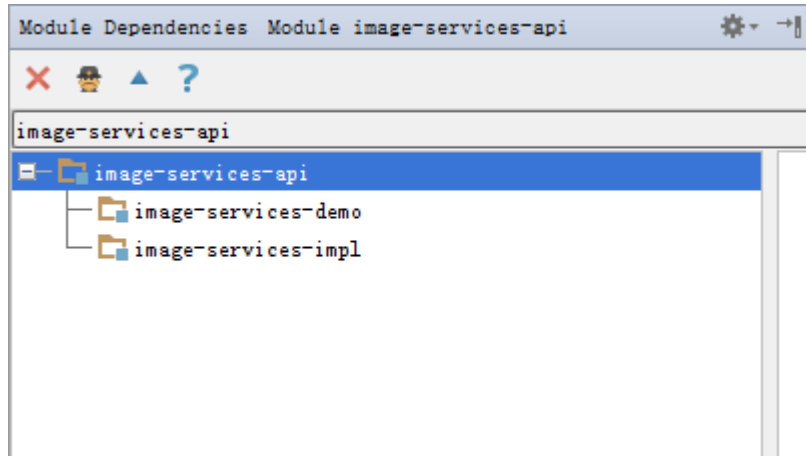 Module Dependencies Module image-services-api
image-services-api
image-services-api
image-services-demo
image-services-impl